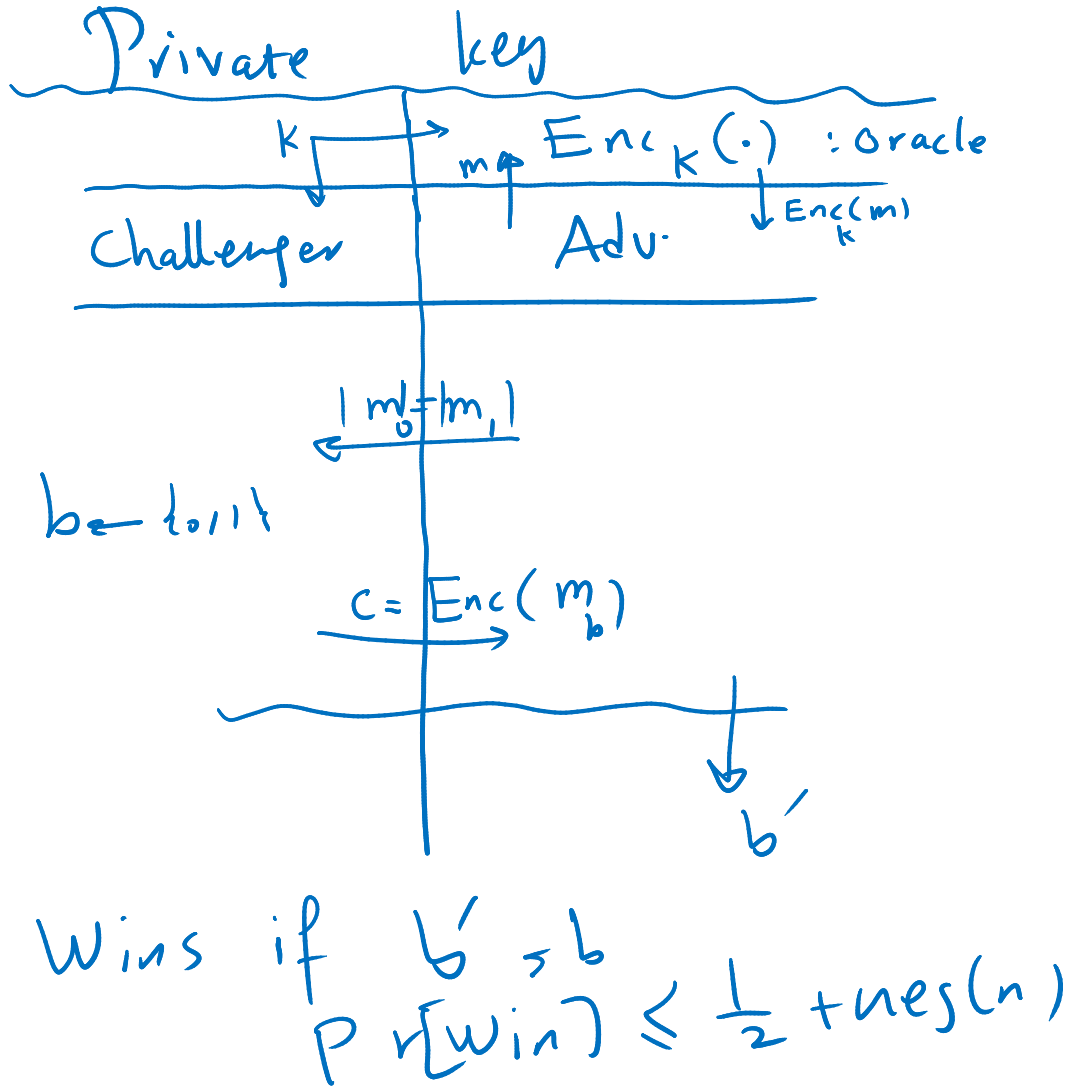 Private key
k Enc_k(·) : oracle
m Enc_k(m)
Challenger Adv.
|m_0|=|m_1|
b ← {0,1}
c = Enc(m_b)
b′
Wins if b′ = b
Pr[win] ≤ 1/2 + neg(n)